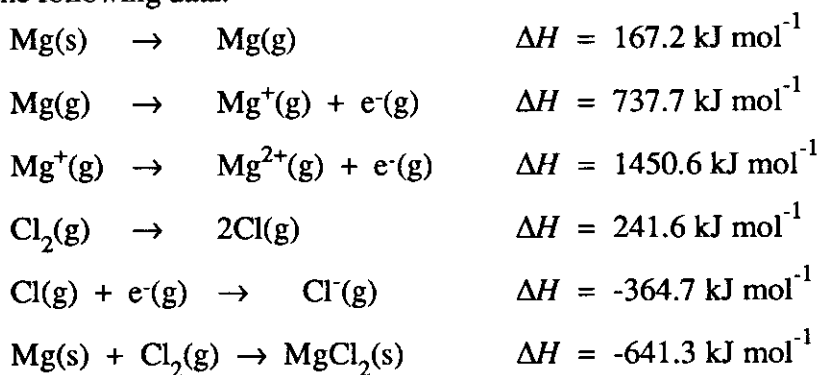 following data:
Mg(s) → Mg(g) ΔH = 167.2 kJ mol⁻¹
Mg(g) → Mg⁺(g) + e⁻(g) ΔH = 737.7 kJ mol⁻¹
Mg⁺(g) → Mg²⁺(g) + e⁻(g) ΔH = 1450.6 kJ mol⁻¹
Cl₂(g) → 2Cl(g) ΔH = 241.6 kJ mol⁻¹
Cl(g) + e⁻(g) → Cl⁻(g) ΔH = -364.7 kJ mol⁻¹
Mg(s) + Cl₂(g) → MgCl₂(s) ΔH = -641.3 kJ mol⁻¹